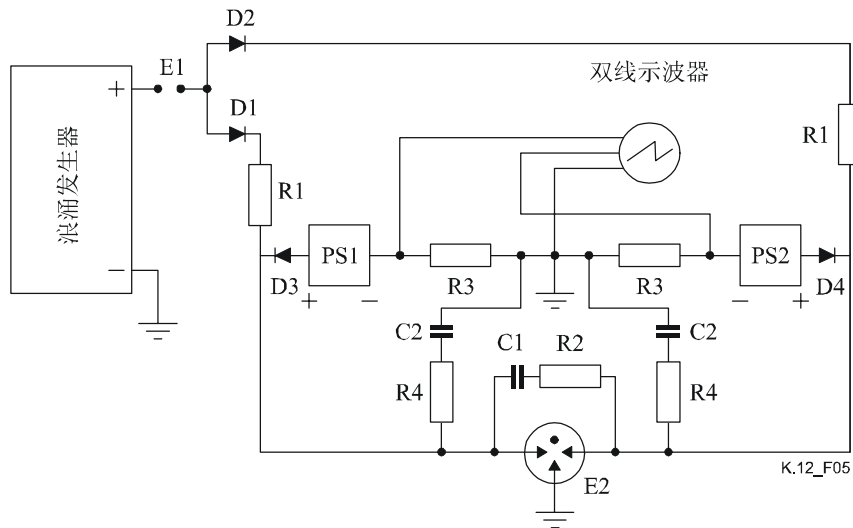 D2
双线示波器
E1
+
D1
R1
浪涌发生器
R1
−
D3
PS1
R3
R3
PS2
D4
+
−
−
+
C2
C1
R2
C2
R4
R4
E2
K.12_F05